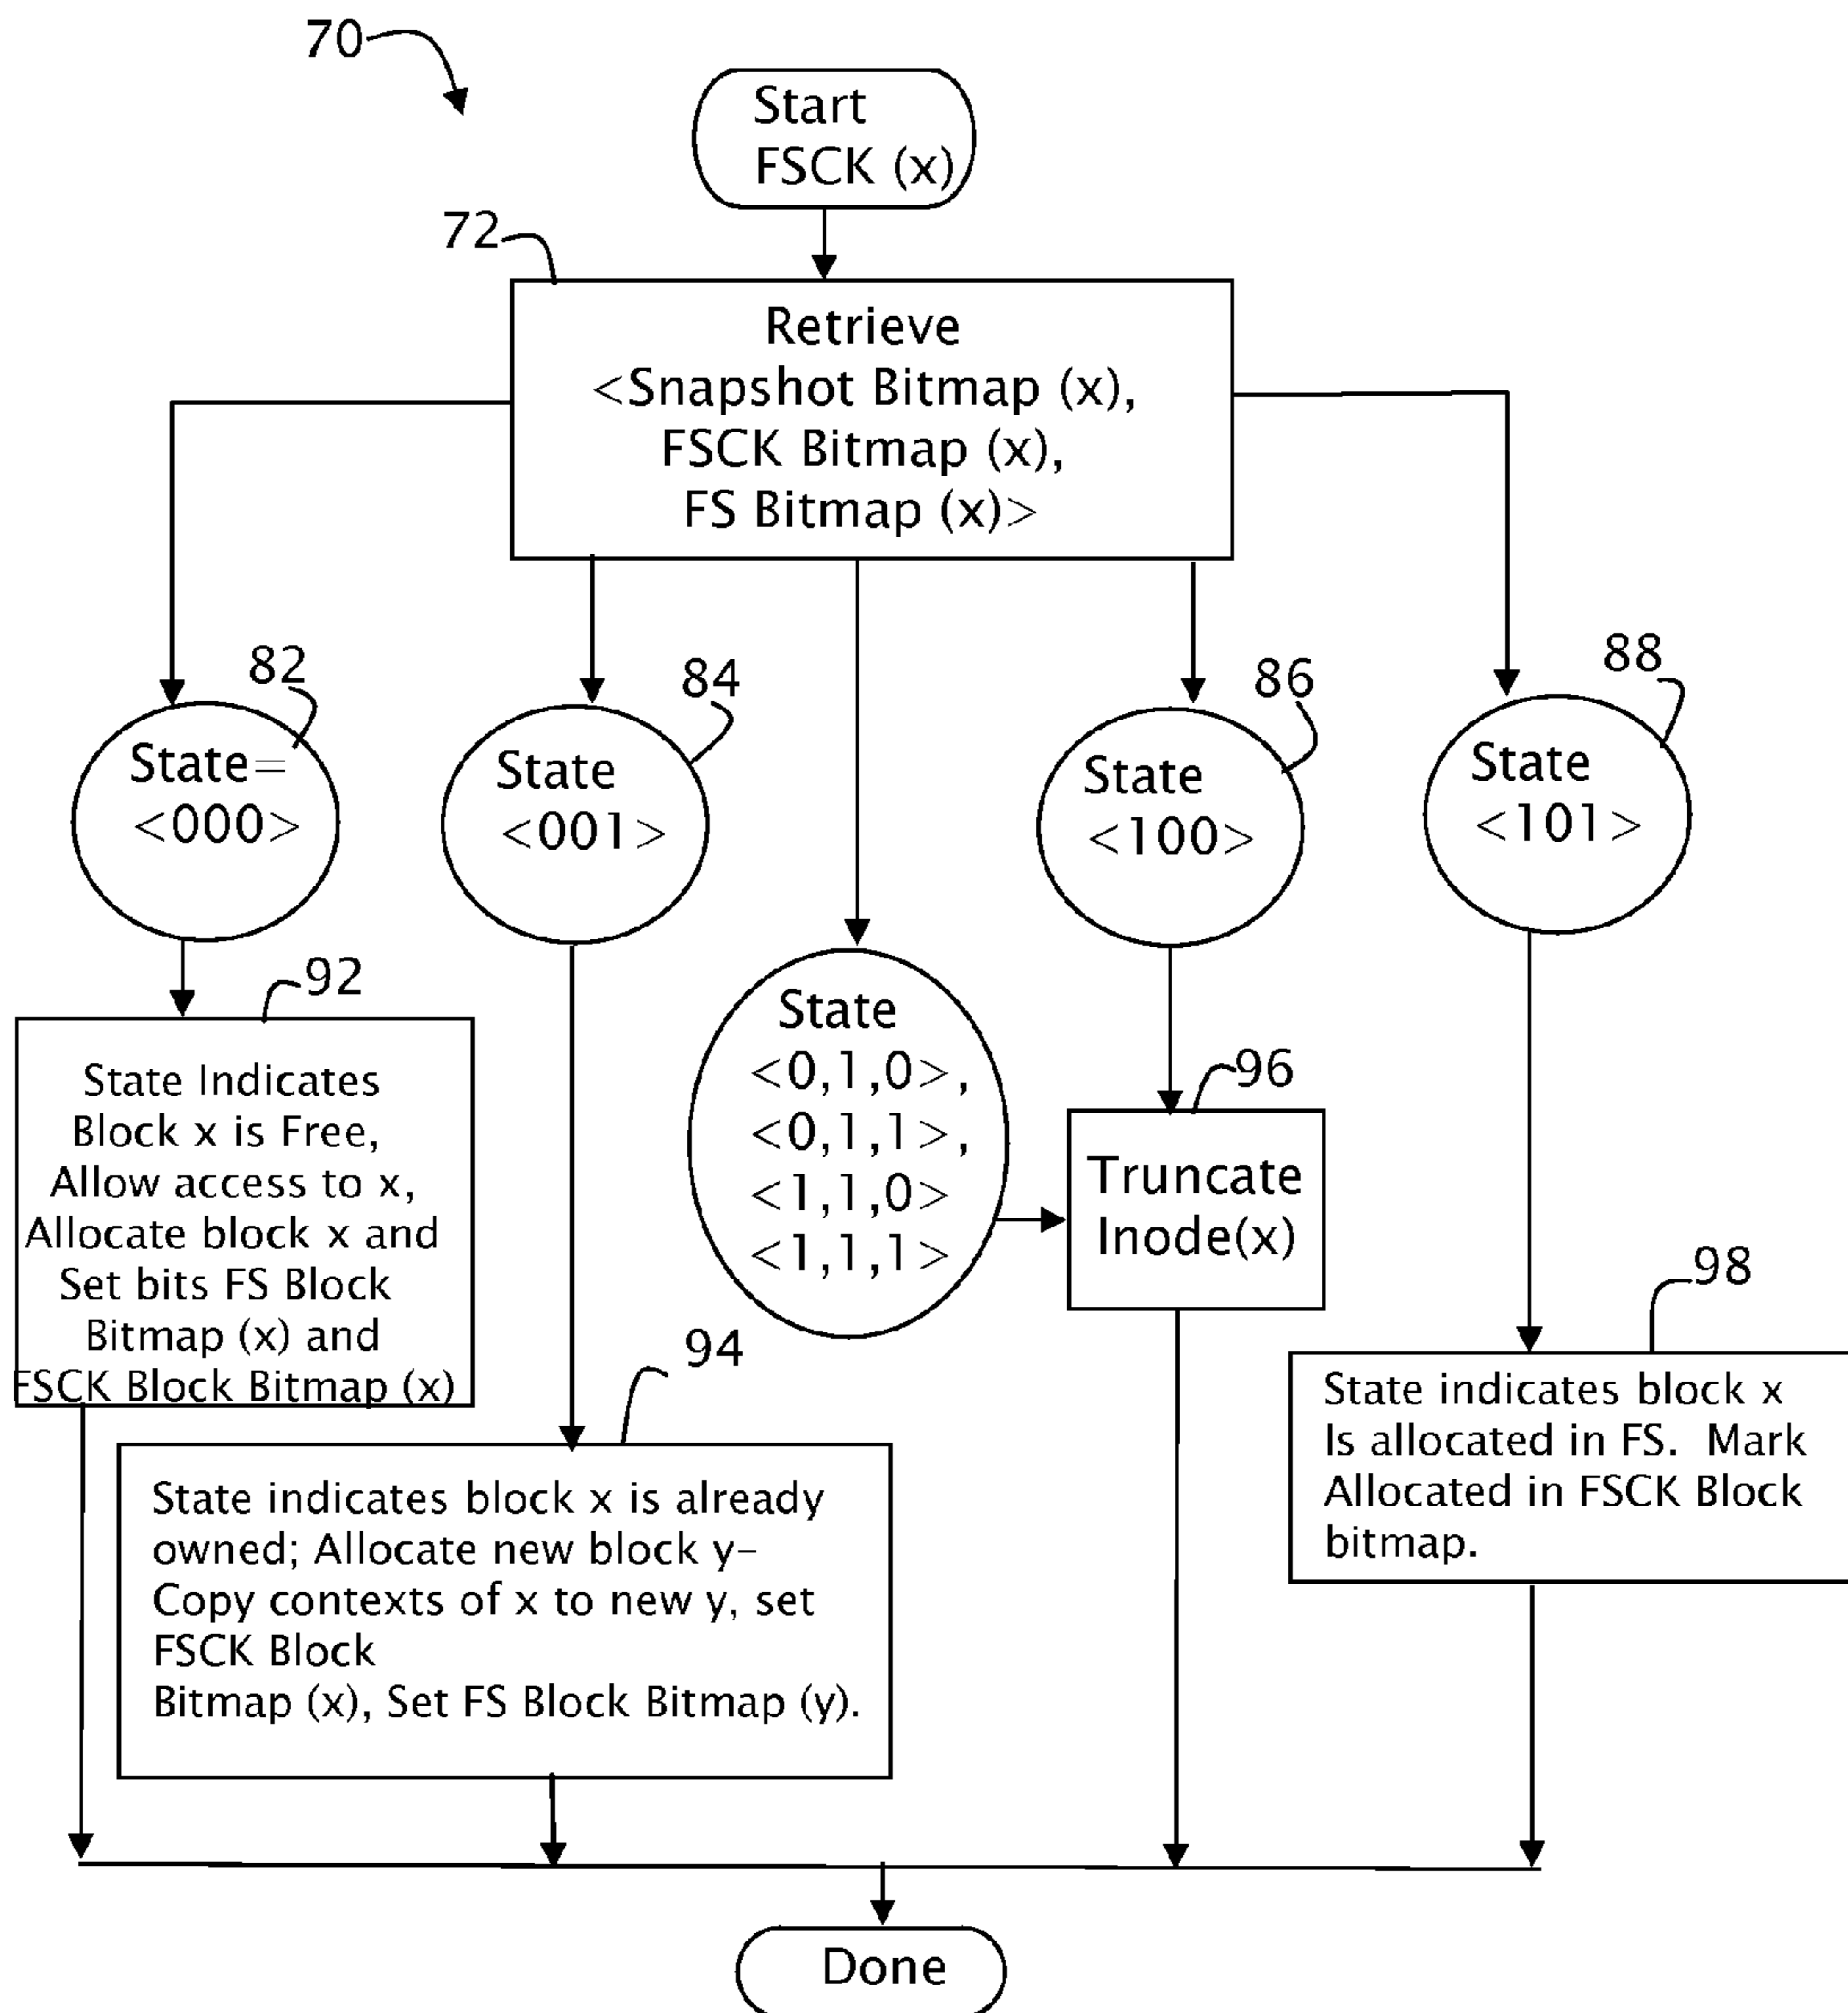 70
Start
FSCK (x)
72
Retrieve
<Snapshot Bitmap (x),
FSCK Bitmap (x),
FS Bitmap (x)>
82
State=
<000>
84
State
<001>
86
State
<100>
88
State
<101>
92
State Indicates
Block x is Free,
Allow access to x,
Allocate block x and
Set bits FS Block
Bitmap (x) and
FSCK Block Bitmap (x)
State
<0,1,0>,
<0,1,1>,
<1,1,0>
<1,1,1>
96
Truncate
Inode(x)
94
State indicates block x is already
owned; Allocate new block y-
Copy contexts of x to new y, set
FSCK Block
Bitmap (x), Set FS Block Bitmap (y).
98
State indicates block x
Is allocated in FS. Mark
Allocated in FSCK Block
bitmap.
Done